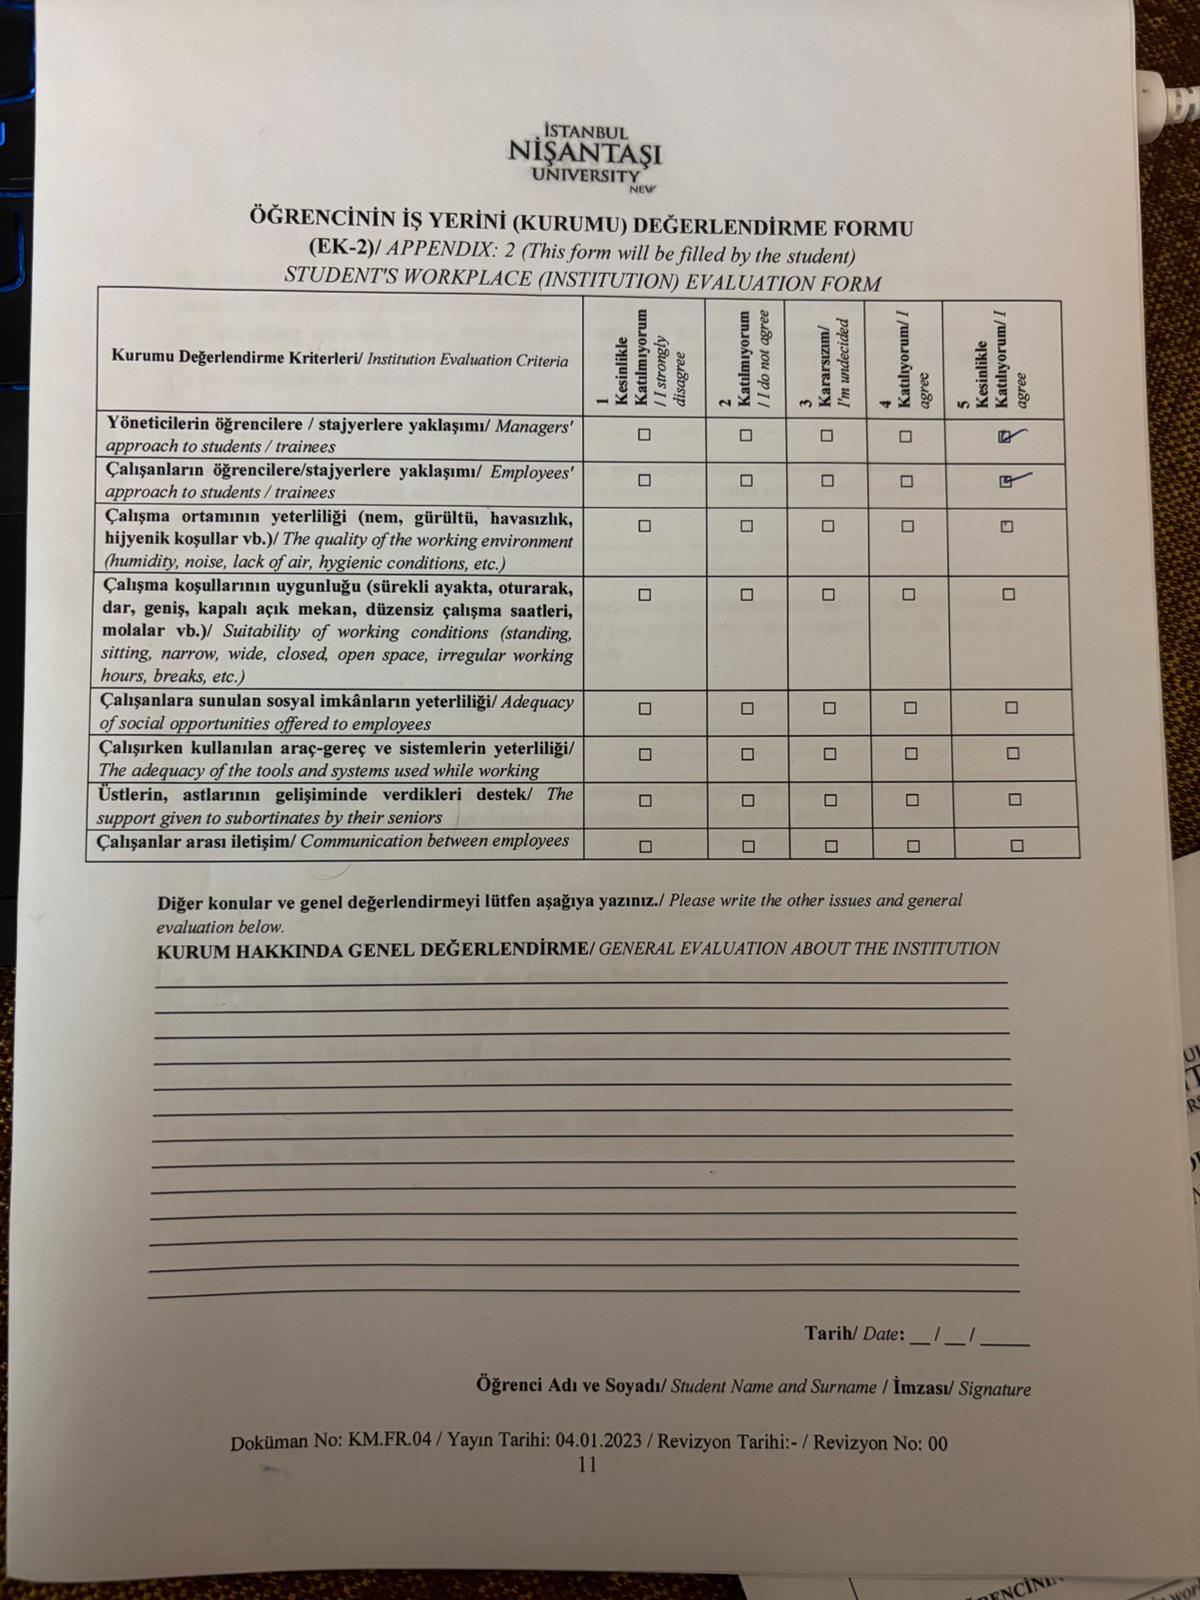 İSTANBUL
NİŞANTAŞI
UNIVERSITY
NEW
ÖĞRENCİNİN İŞ YERİNİ (KURUMU) DEĞERLENDİRME FORMU
(EK-2)/ APPENDIX: 2 (This form will be filled by the student)
STUDENT'S WORKPLACE (INSTITUTION) EVALUATION FORM
Kurumu Değerlendirme Kriterleri/ Institution Evaluation Criteria
1
Kesinlikle
Katılmıyorum
/ I strongly
disagree
2
Katılmıyorum
/ I do not agree
3
Kararsızım/
I'm undecided
4
Katılıyorum/ I
agree
5
Kesinlikle
Katılıyorum/ I
agree
Yöneticilerin öğrencilere / stajyerlere yaklaşımı/ Managers'
approach to students / trainees
Çalışanların öğrencilere/stajyerlere yaklaşımı/ Employees'
approach to students / trainees
Çalışma ortamının yeterliliği (nem, gürültü, havasızlık,
hijyenik koşullar vb.)/ The quality of the working environment
(humidity, noise, lack of air, hygienic conditions, etc.)
Çalışma koşullarının uygunluğu (sürekli ayakta, oturarak,
dar, geniş, kapalı açık mekan, düzensiz çalışma saatleri,
molalar vb.)/ Suitability of working conditions (standing,
sitting, narrow, wide, closed, open space, irregular working
hours, breaks, etc.)
Çalışanlara sunulan sosyal imkânların yeterliliği/ Adequacy
of social opportunities offered to employees
Çalışırken kullanılan araç-gereç ve sistemlerin yeterliliği/
The adequacy of the tools and systems used while working
Üstlerin, astlarının gelişiminde verdikleri destek/ The
support given to subortinates by their seniors
Çalışanlar arası iletişim/ Communication between employees
Diğer konular ve genel değerlendirmeyi lütfen aşağıya yazınız./ Please write the other issues and general
evaluation below.
KURUM HAKKINDA GENEL DEĞERLENDİRME/ GENERAL EVALUATION ABOUT THE INSTITUTION
Tarih/ Date: __ / __ / _____
Öğrenci Adı ve Soyadı/ Student Name and Surname / İmzası/ Signature
Doküman No: KM.FR.04 / Yayın Tarihi: 04.01.2023 / Revizyon Tarihi:- / Revizyon No: 00
11